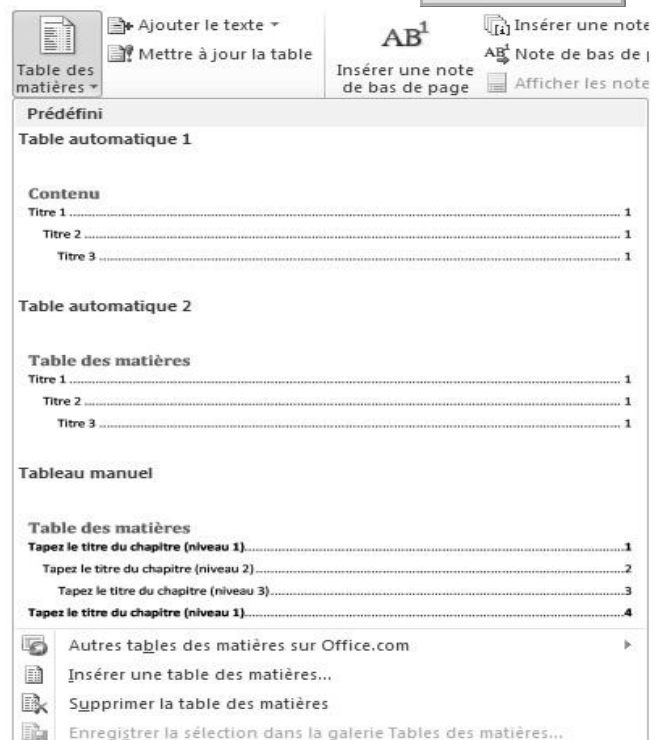 Ajouter le texte
Mettre à jour la table
Table des
matières
AB1
Insérer une note
de bas de page
Insérer une note
AB1 Note de bas de
Afficher les note
Prédéfini
Table automatique 1
Contenu
Titre 1 ........ 1
Titre 2 ........ 1
Titre 3 ........ 1
Table automatique 2
Table des matières
Titre 1 ........ 1
Titre 2 ........ 1
Titre 3 ........ 1
Tableau manuel
Table des matières
Tapez le titre du chapitre (niveau 1)........1
Tapez le titre du chapitre (niveau 2)........2
Tapez le titre du chapitre (niveau 3)........3
Tapez le titre du chapitre (niveau 1)........4
Autres tables des matières sur Office.com
Insérer une table des matières...
Supprimer la table des matières
Enregistrer la sélection dans la galerie Tables des matières...